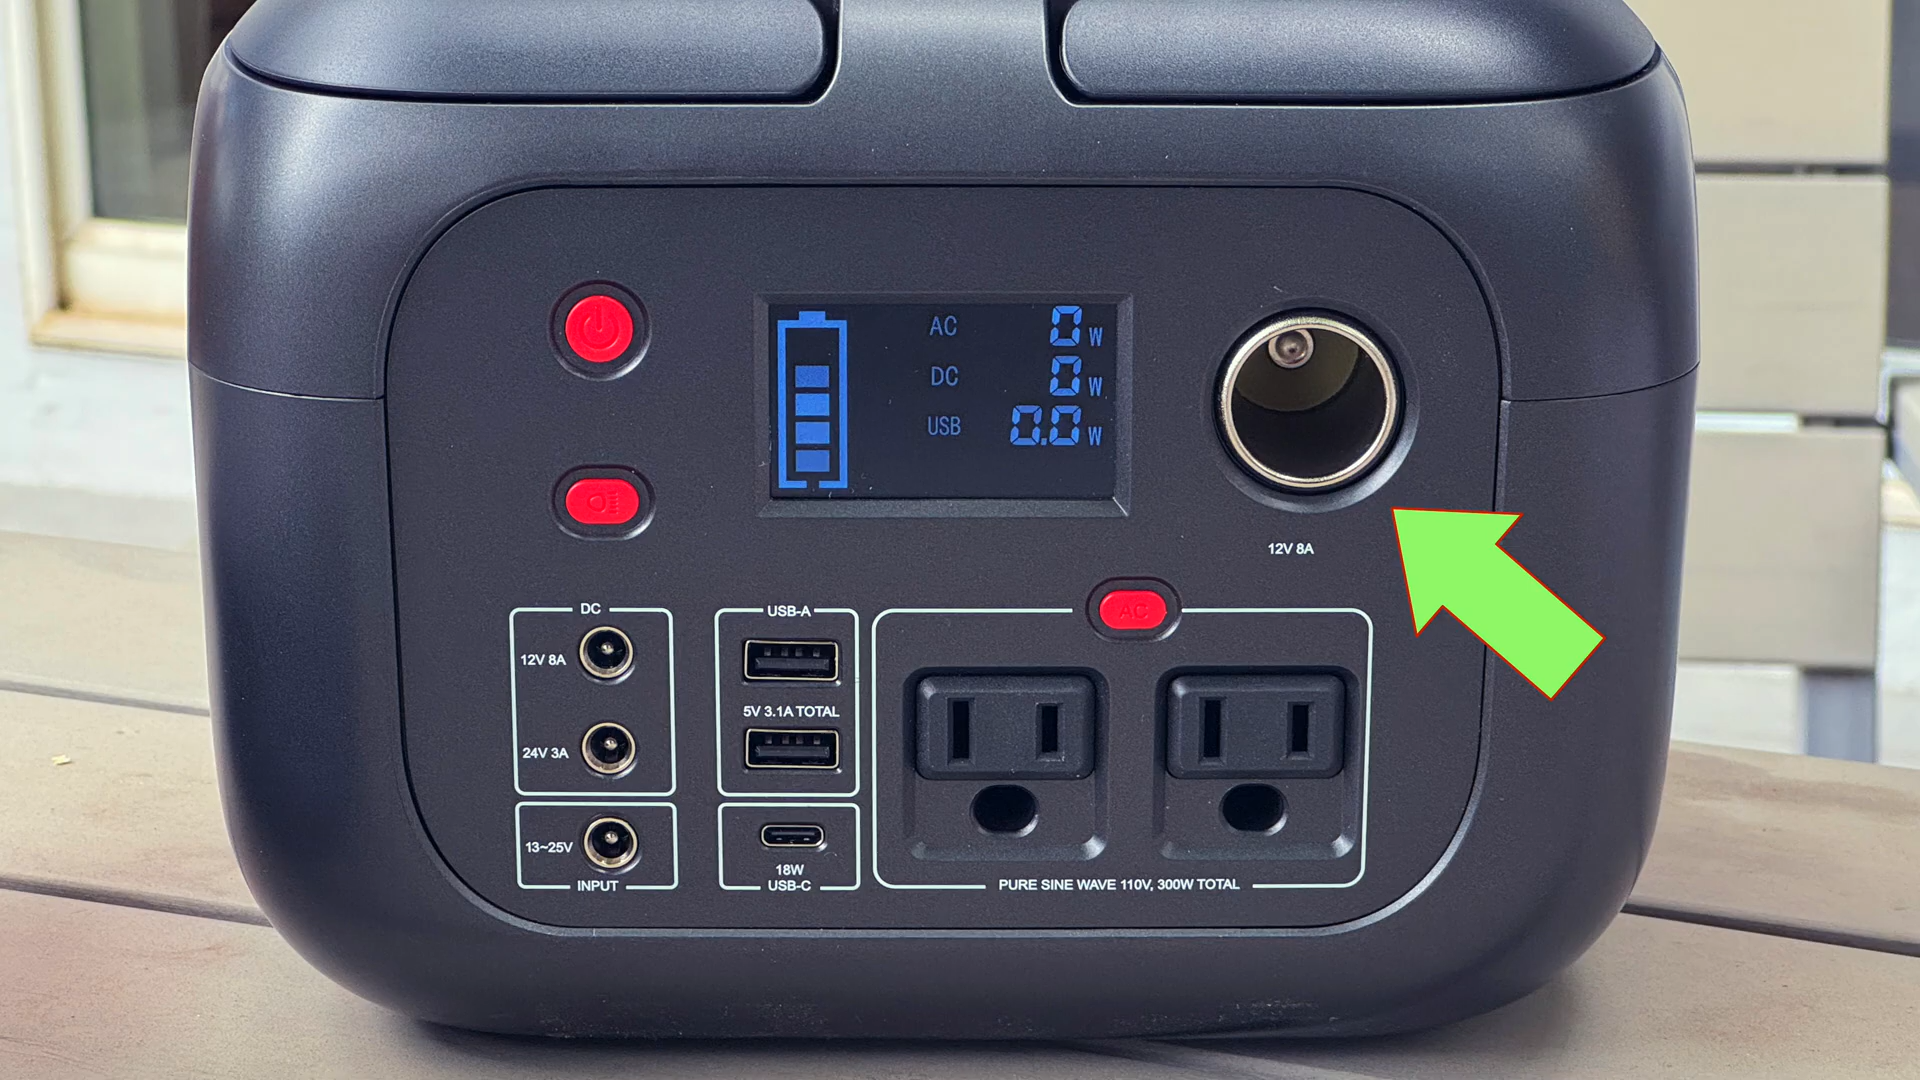 AC 0 W
DC 0 W
USB 0.0 W
12V 8A
AC
DC
12V 8A
24V 3A
13~25V
INPUT
USB-A
5V 3.1A TOTAL
18W
USB-C
PURE SINE WAVE 110V, 300W TOTAL